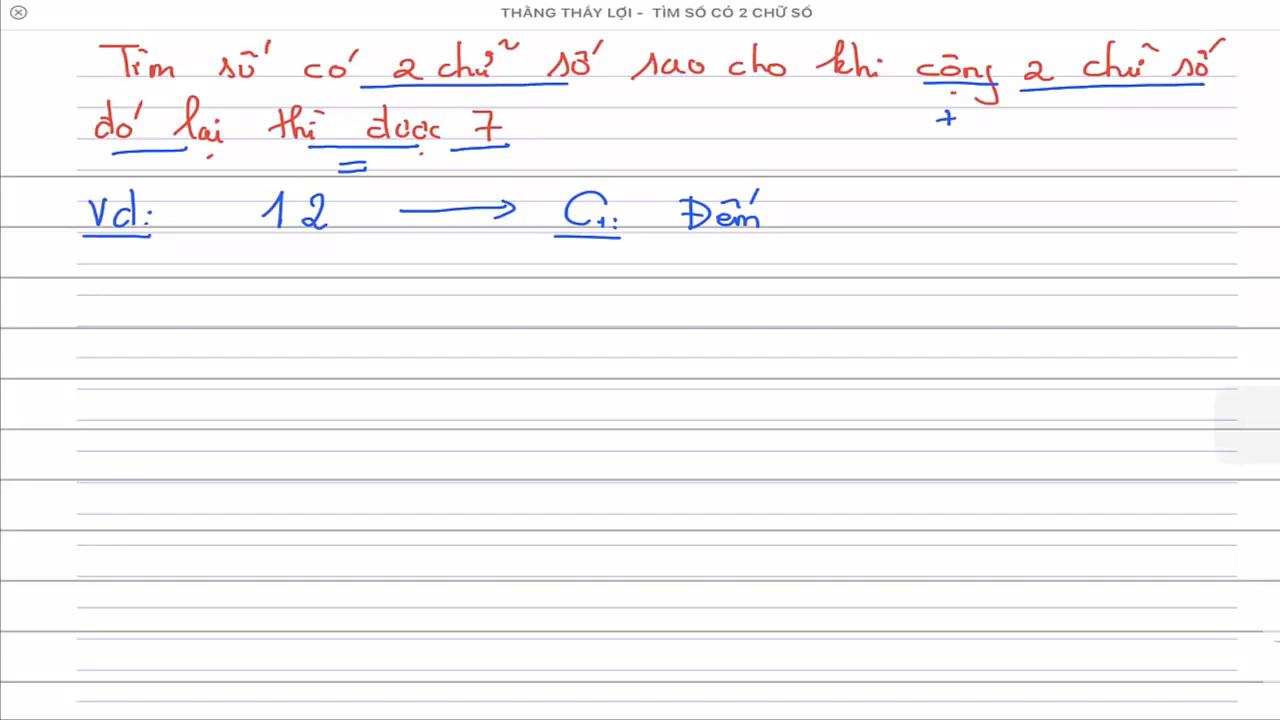 THẰNG THẦY LỢI - TÌM SỐ CÓ 2 CHỮ SỐ
Tìm số có 2 chữ số sao cho khi cộng 2 chữ số
+
đó lại thì được 7
=
Vd: 12 → C1: Đếm